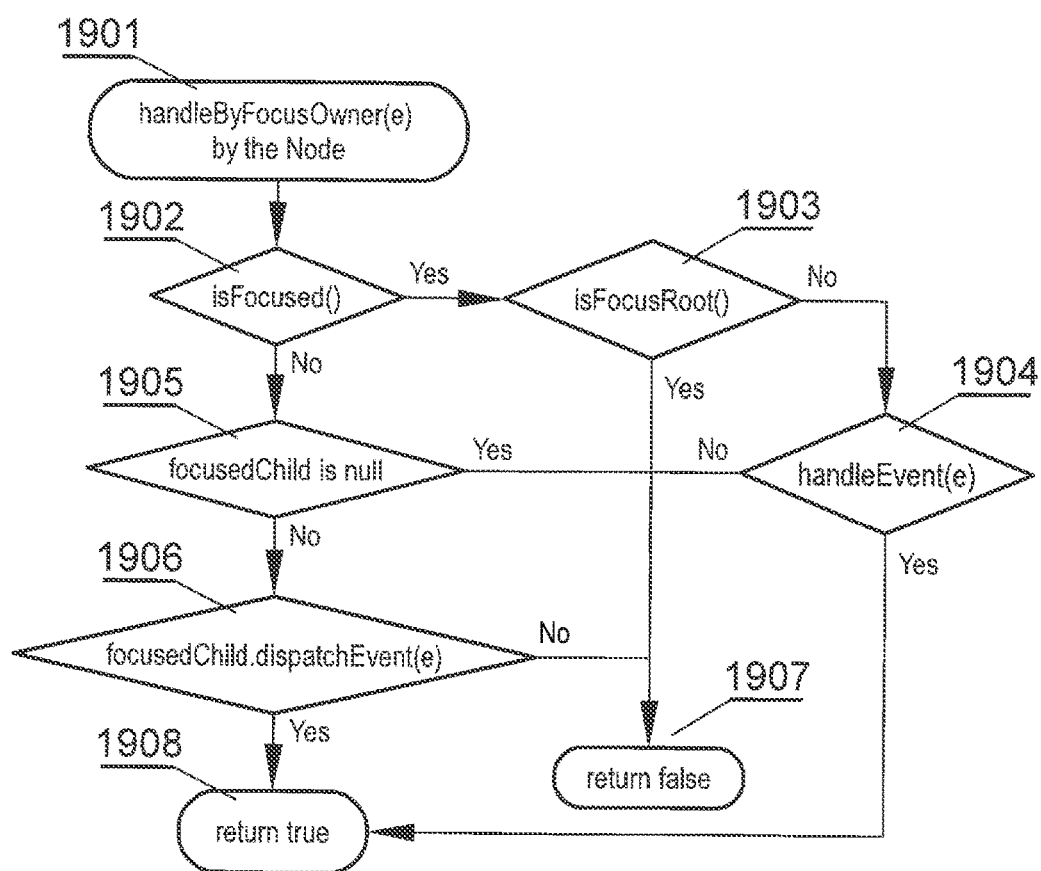 1901
handleByFocusOwner(e)
by the Node
1902
1903
isFocused()
Yes
isFocusRoot()
No
No
Yes
1904
1905
focusedChild is null
Yes
No
handleEvent(e)
No
Yes
1906
focusedChild.dispatchEvent(e)
No
1907
Yes
return false
1908
return true